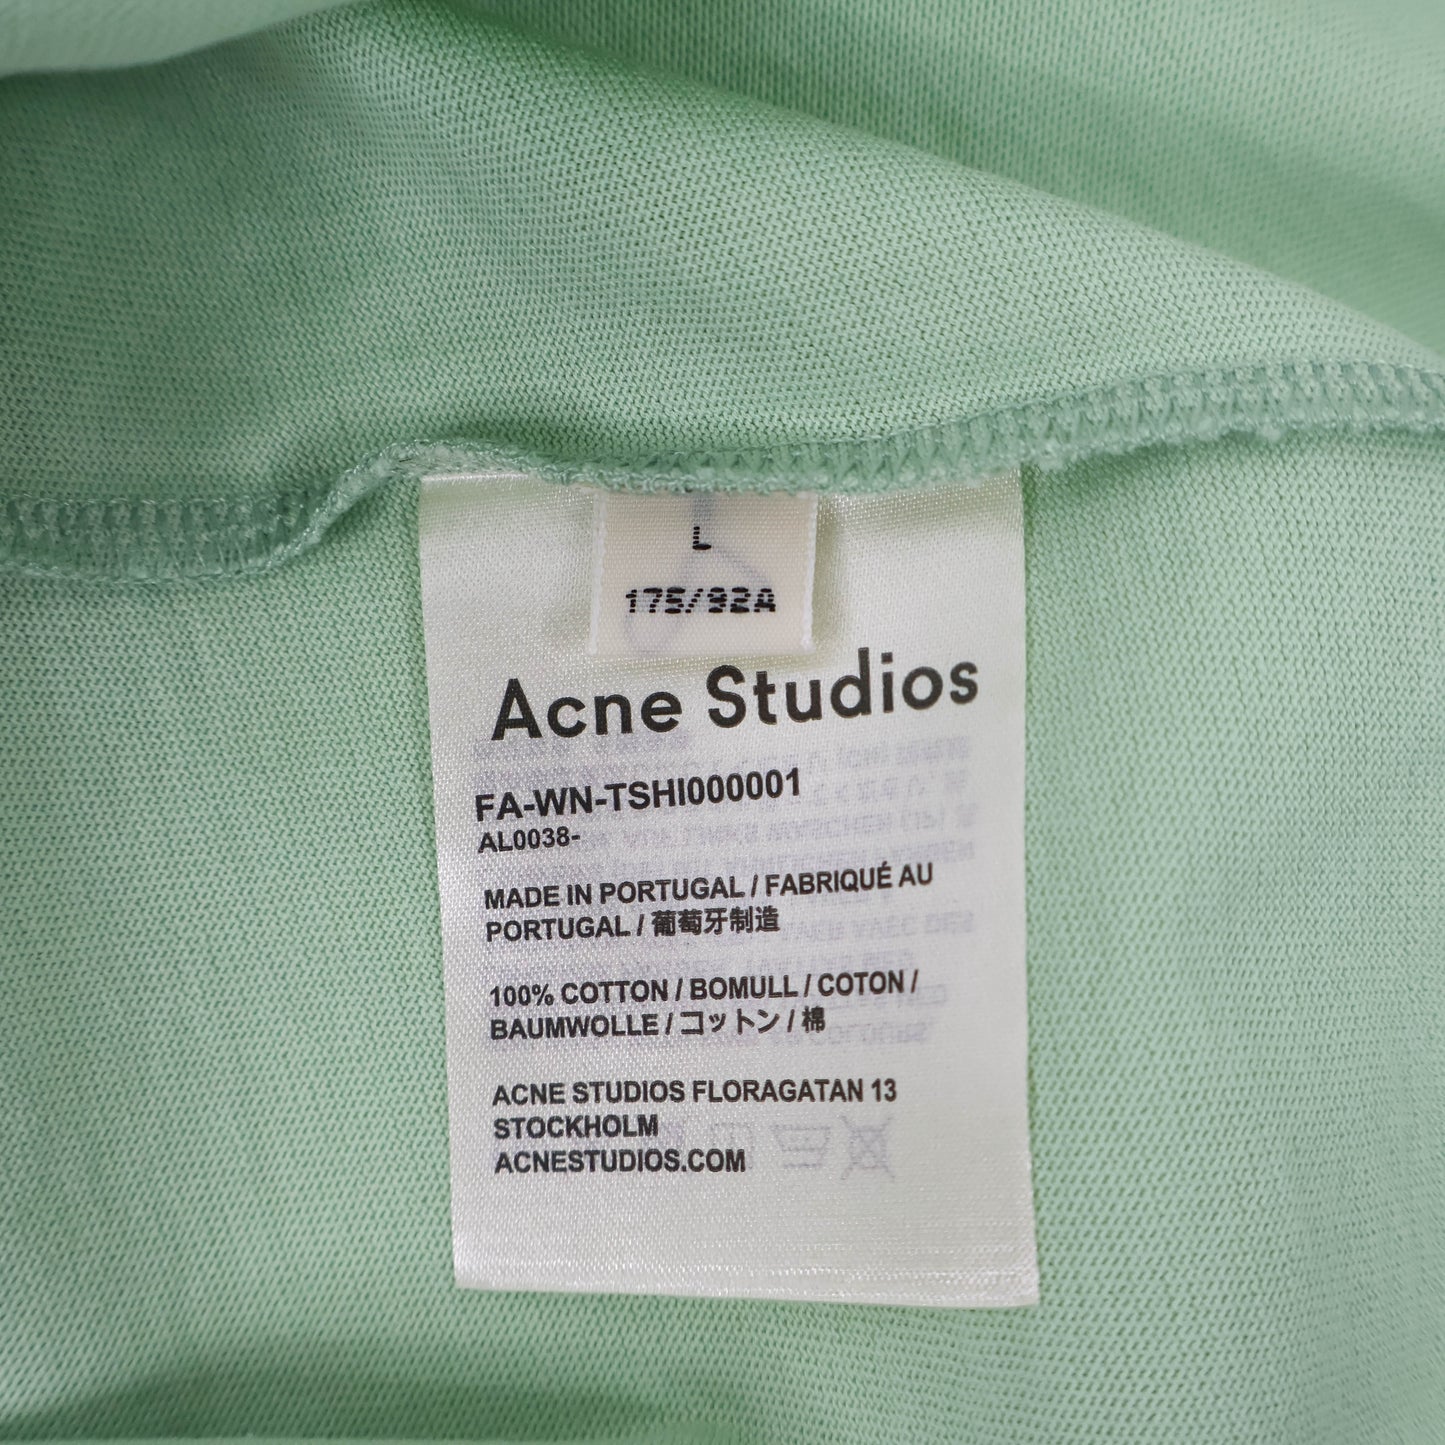 L
175/92A
Acne Studios
FA-WN-TSHI000001
AL0038-
MADE IN PORTUGAL / FABRIQUÉ AU
PORTUGAL / 葡萄牙制造
100% COTTON / BOMULL / COTON /
BAUMWOLLE / コットン / 棉
ACNE STUDIOS FLORAGATAN 13
STOCKHOLM
ACNESTUDIOS.COM